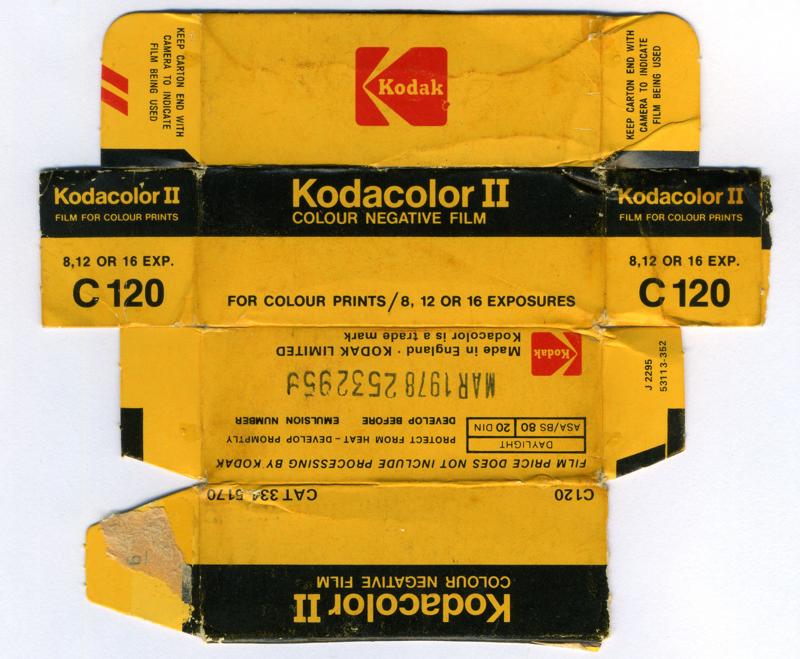 KEEP CARTON END WITH
CAMERA TO INDICATE
FILM BEING USED
Kodak
KEEP CARTON END WITH
CAMERA TO INDICATE
FILM BEING USED
Kodacolor II
FILM FOR COLOUR PRINTS
8,12 OR 16 EXP.
C 120
Kodacolor II
COLOUR NEGATIVE FILM
FOR COLOUR PRINTS/8, 12 OR 16 EXPOSURES
Kodacolor II
FILM FOR COLOUR PRINTS
8,12 OR 16 EXP.
C 120
FILM PRICE DOES NOT INCLUDE PROCESSING BY KODAK
DAYLIGHT
ASA/BS 80 20 DIN
PROTECT FROM HEAT – DEVELOP PROMPTLY
DEVELOP BEFORE EMULSION NUMBER
MAR 1978 2532959
Kodak
Made in England · KODAK LIMITED
Kodacolor is a trade mark
J 2295
53113-352
Kodacolor II
COLOUR NEGATIVE FILM
C120 CAT 334 5170